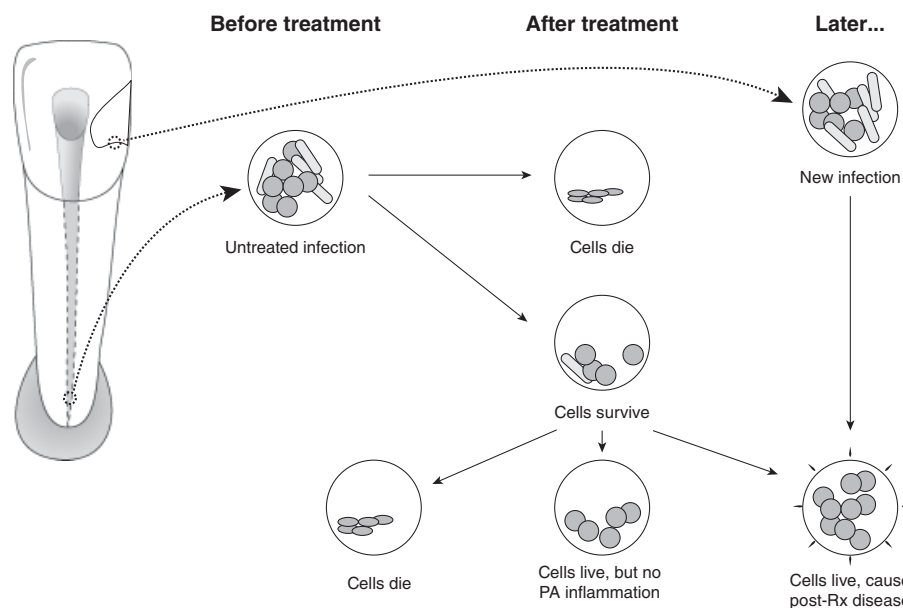 Before treatment
After treatment
Later...
Untreated infection
Cells die
New infection
Cells survive
Cells die
Cells live, but no
PA inflammation
Cells live, cause
post-Rx disease